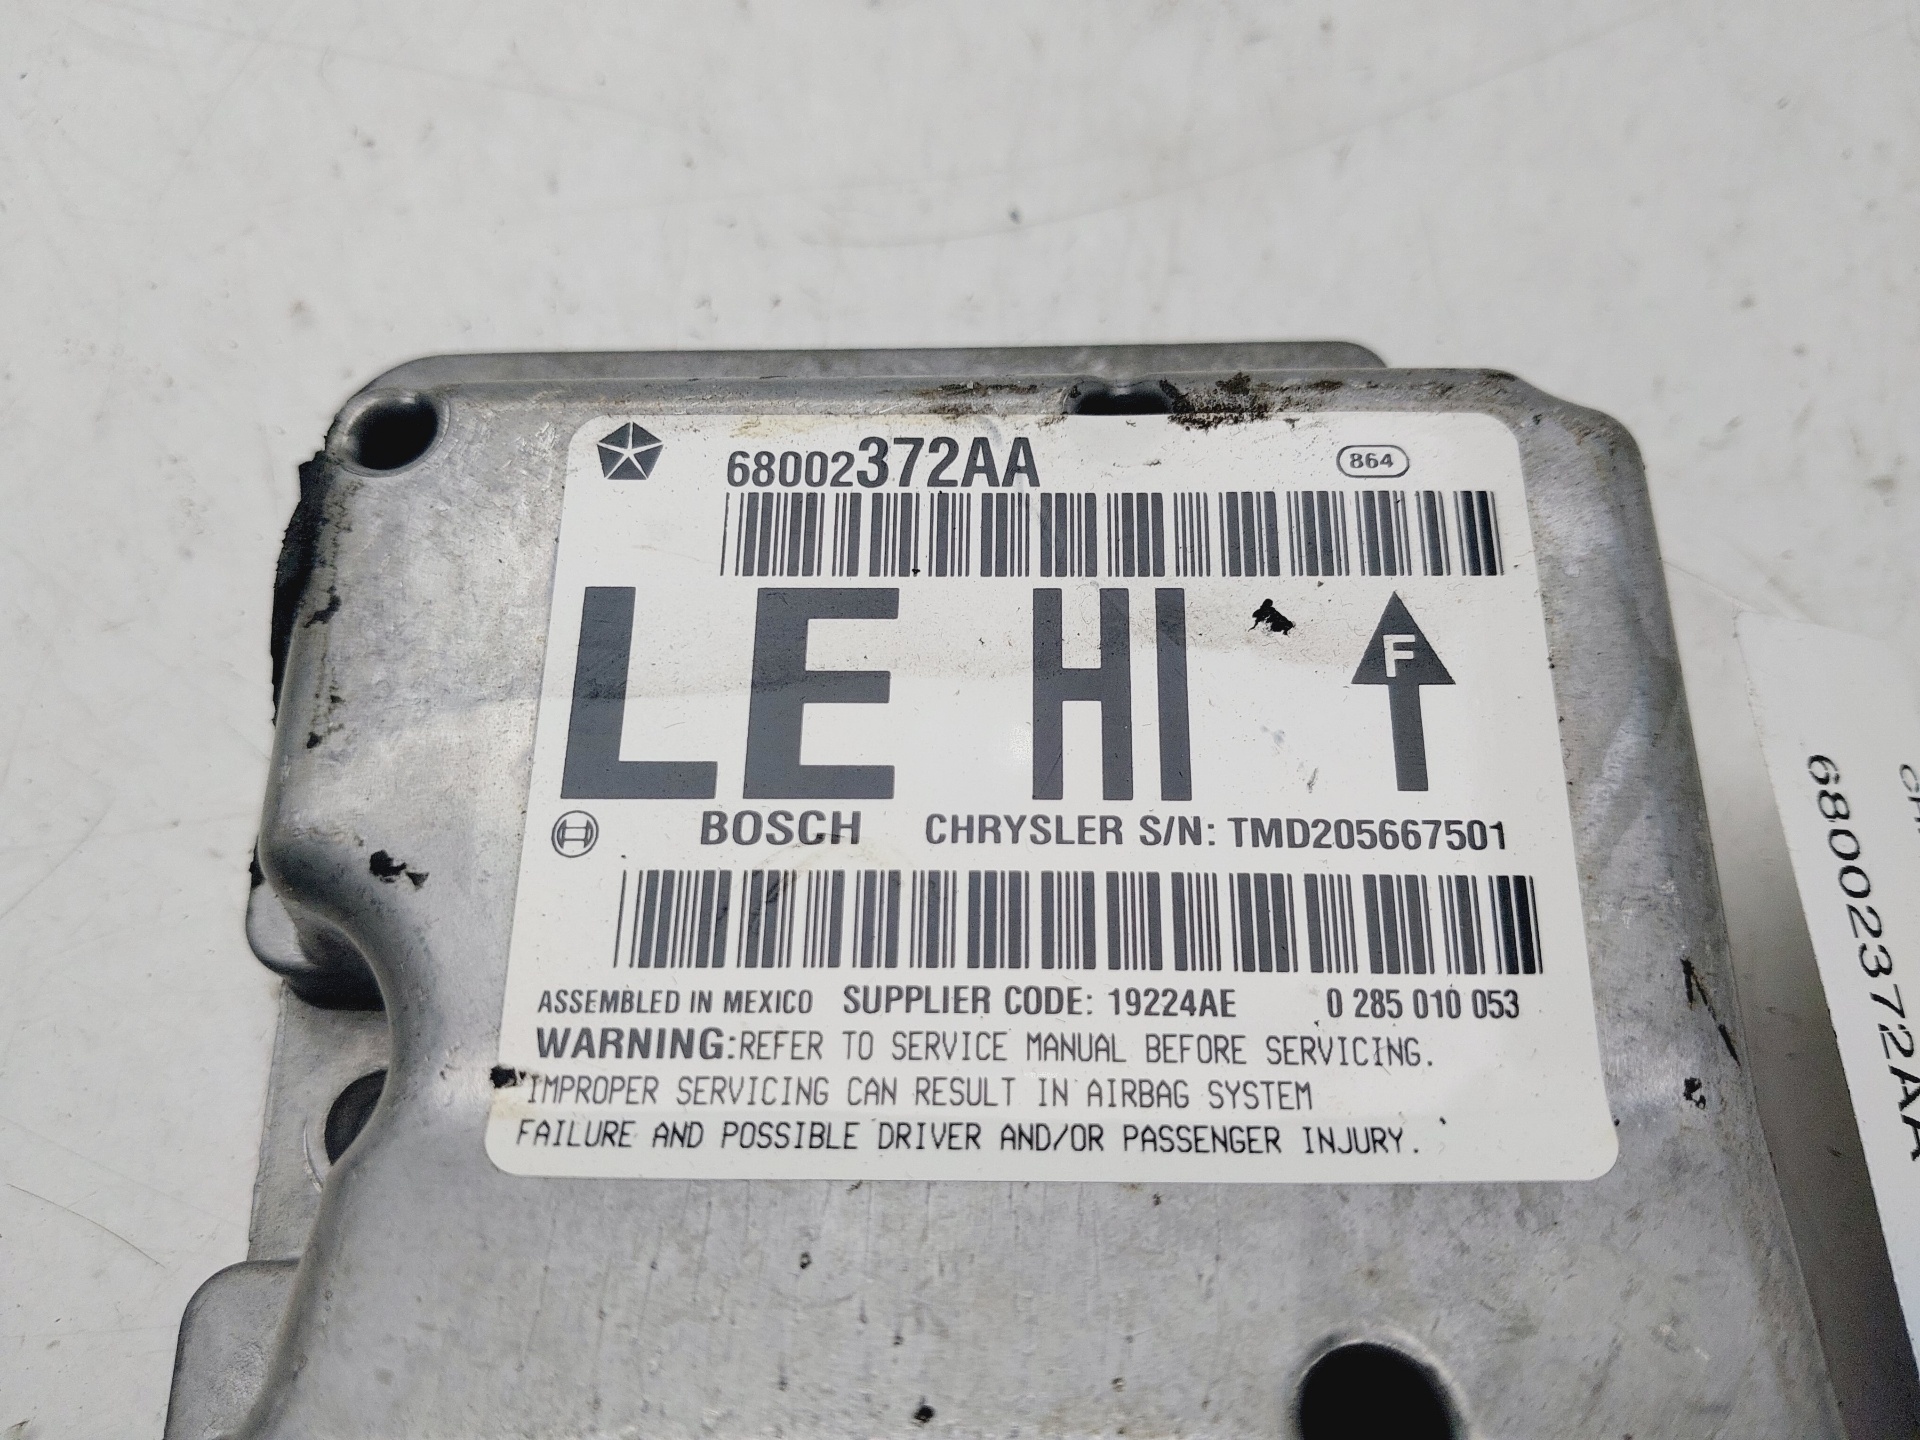 68002372AA
864
LE HI
F
BOSCH CHRYSLER S/N: TMD205667501
ASSEMBLED IN MEXICO SUPPLIER CODE: 19224AE 0 285 010 053
WARNING:REFER TO SERVICE MANUAL BEFORE SERVICING.
IMPROPER SERVICING CAN RESULT IN AIRBAG SYSTEM
FAILURE AND POSSIBLE DRIVER AND/OR PASSENGER INJURY.
68002372AA